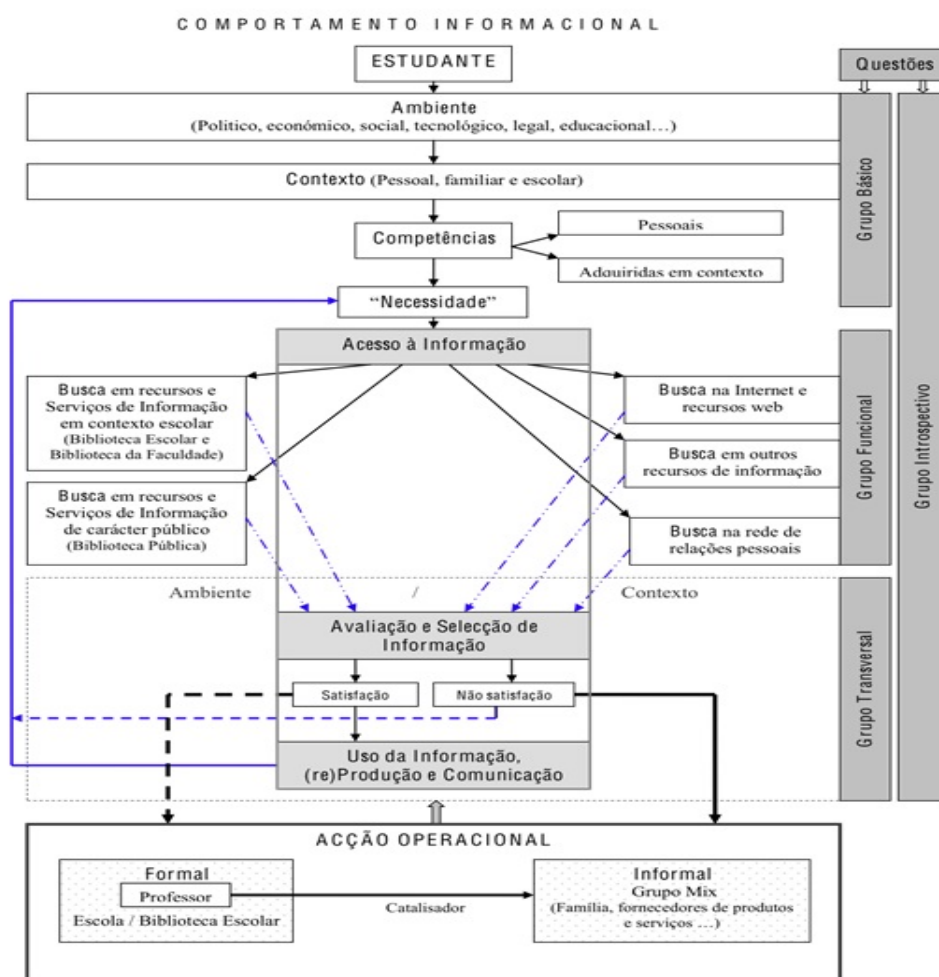 COMPORTAMENTO INFORMACIONAL
ESTUDANTE
Questões
Ambiente
(Politico, económico, social, tecnológico, legal, educacional…)
Contexto (Pessoal, familiar e escolar)
Competências
Pessoais
Adquiridas em contexto
“Necessidade”
Grupo Básico
Acesso à Informação
Busca em recursos e
Serviços de Informação
em contexto escolar
(Biblioteca Escolar e
Biblioteca da Faculdade)
Busca em recursos e
Serviços de Informação
de carácter público
(Biblioteca Pública)
Busca na Internet e
recursos web
Busca em outros
recursos de informação
Busca na rede de
relações pessoais
Grupo Funcional
Grupo Introspectivo
Ambiente / Contexto
Avaliação e Selecção de
Informação
Satisfação
Não satisfação
Uso da Informação,
(re)Produção e Comunicação
Grupo Transversal
ACÇÃO OPERACIONAL
Formal
Professor
Escola / Biblioteca Escolar
Catalisador
Informal
Grupo Mix
(Família, fornecedores de produtos
e serviços …)